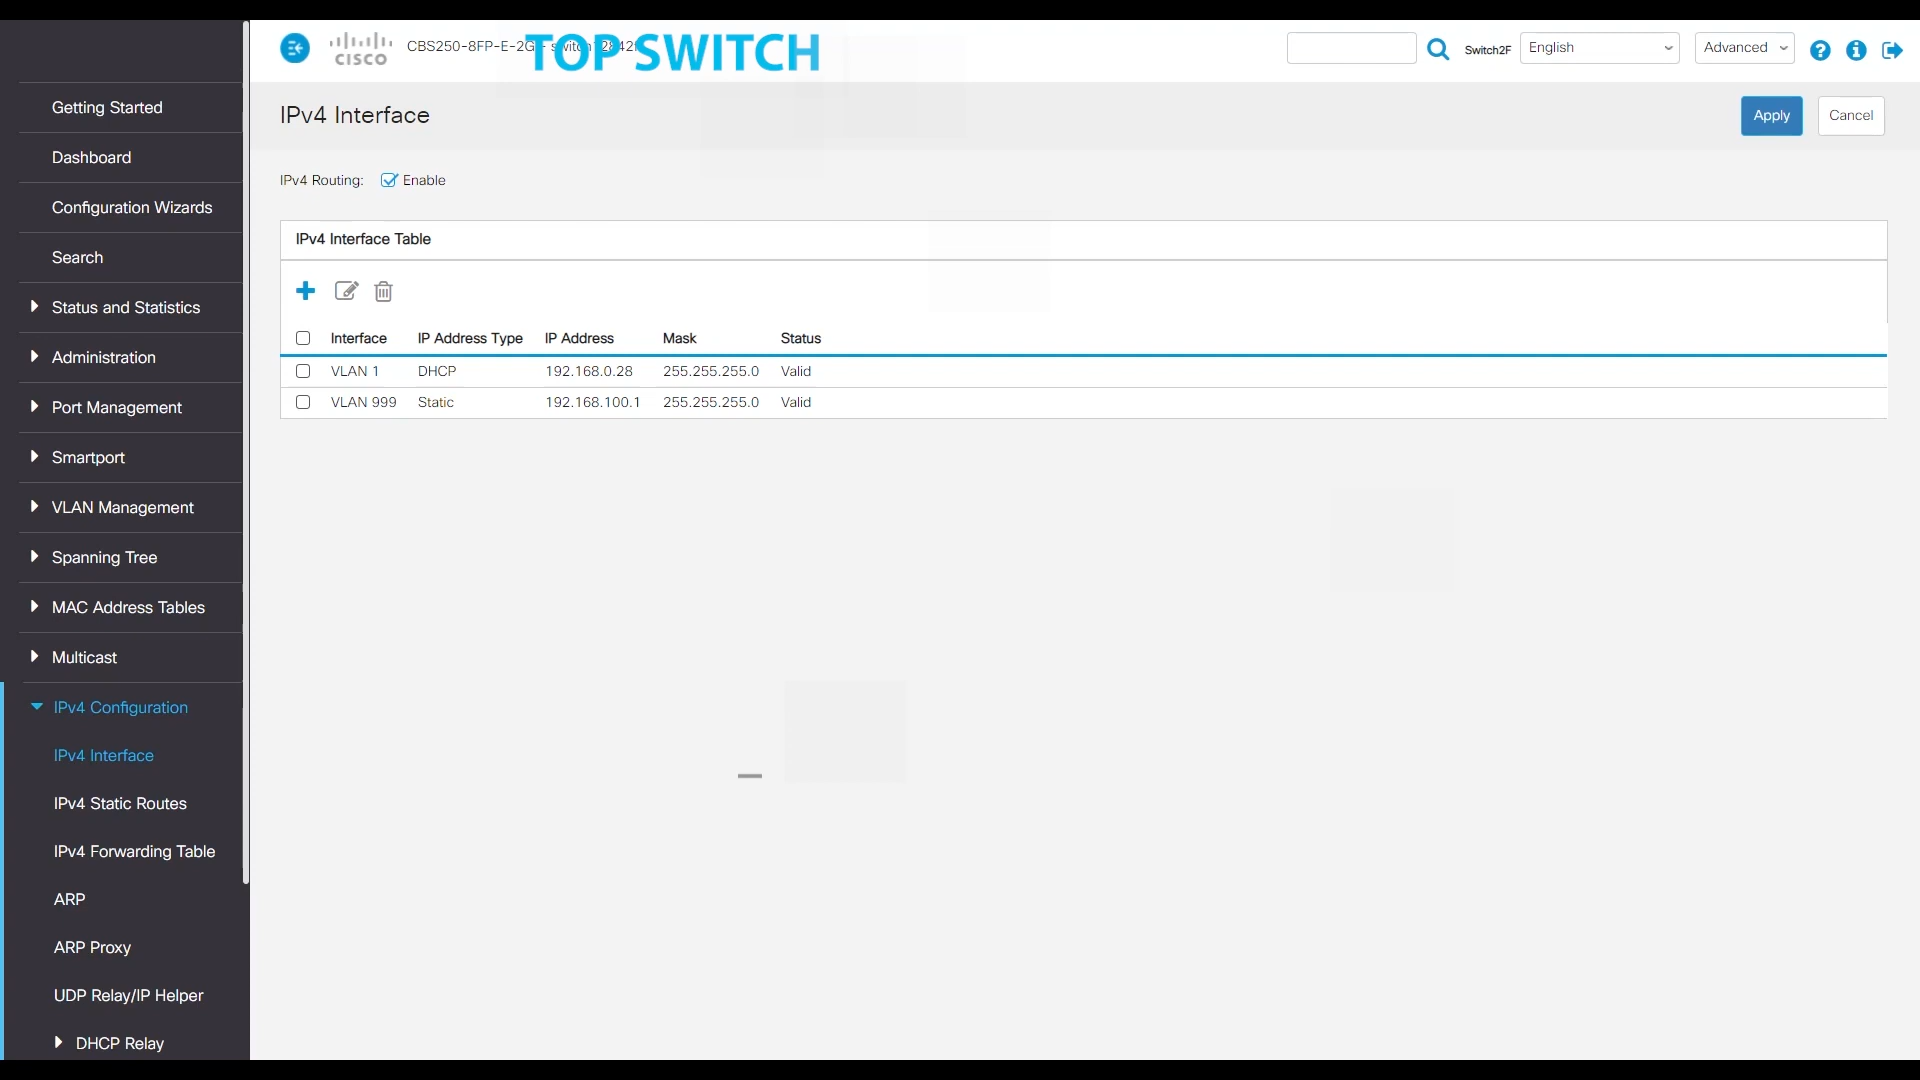 CISCO
CBS250-8FP-E-2G - switch
TOP SWITCH
Switch2F
English
Advanced
Getting Started
Dashboard
Configuration Wizards
Search
Status and Statistics
Administration
Port Management
Smartport
VLAN Management
Spanning Tree
MAC Address Tables
Multicast
IPv4 Configuration
IPv4 Interface
IPv4 Static Routes
IPv4 Forwarding Table
ARP
ARP Proxy
UDP Relay/IP Helper
DHCP Relay
IPv4 Interface
Apply
Cancel
IPv4 Routing: Enable
IPv4 Interface Table
Interface IP Address Type IP Address Mask Status
VLAN 1 DHCP 192.168.0.28 255.255.255.0 Valid
VLAN 999 Static 192.168.100.1 255.255.255.0 Valid